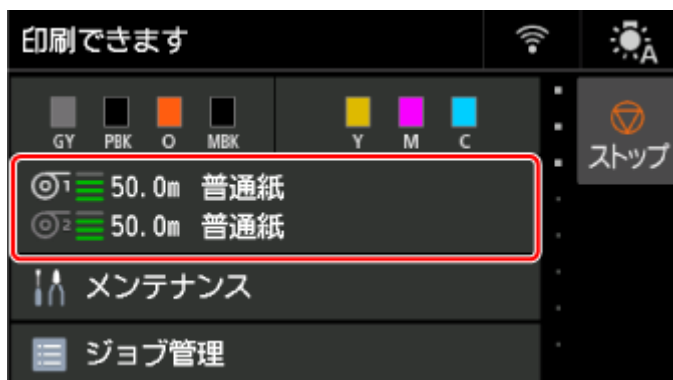 印刷できます
A
GY PBK O MBK Y M C
ストップ
1 50.0m 普通紙
2 50.0m 普通紙
メンテナンス
ジョブ管理